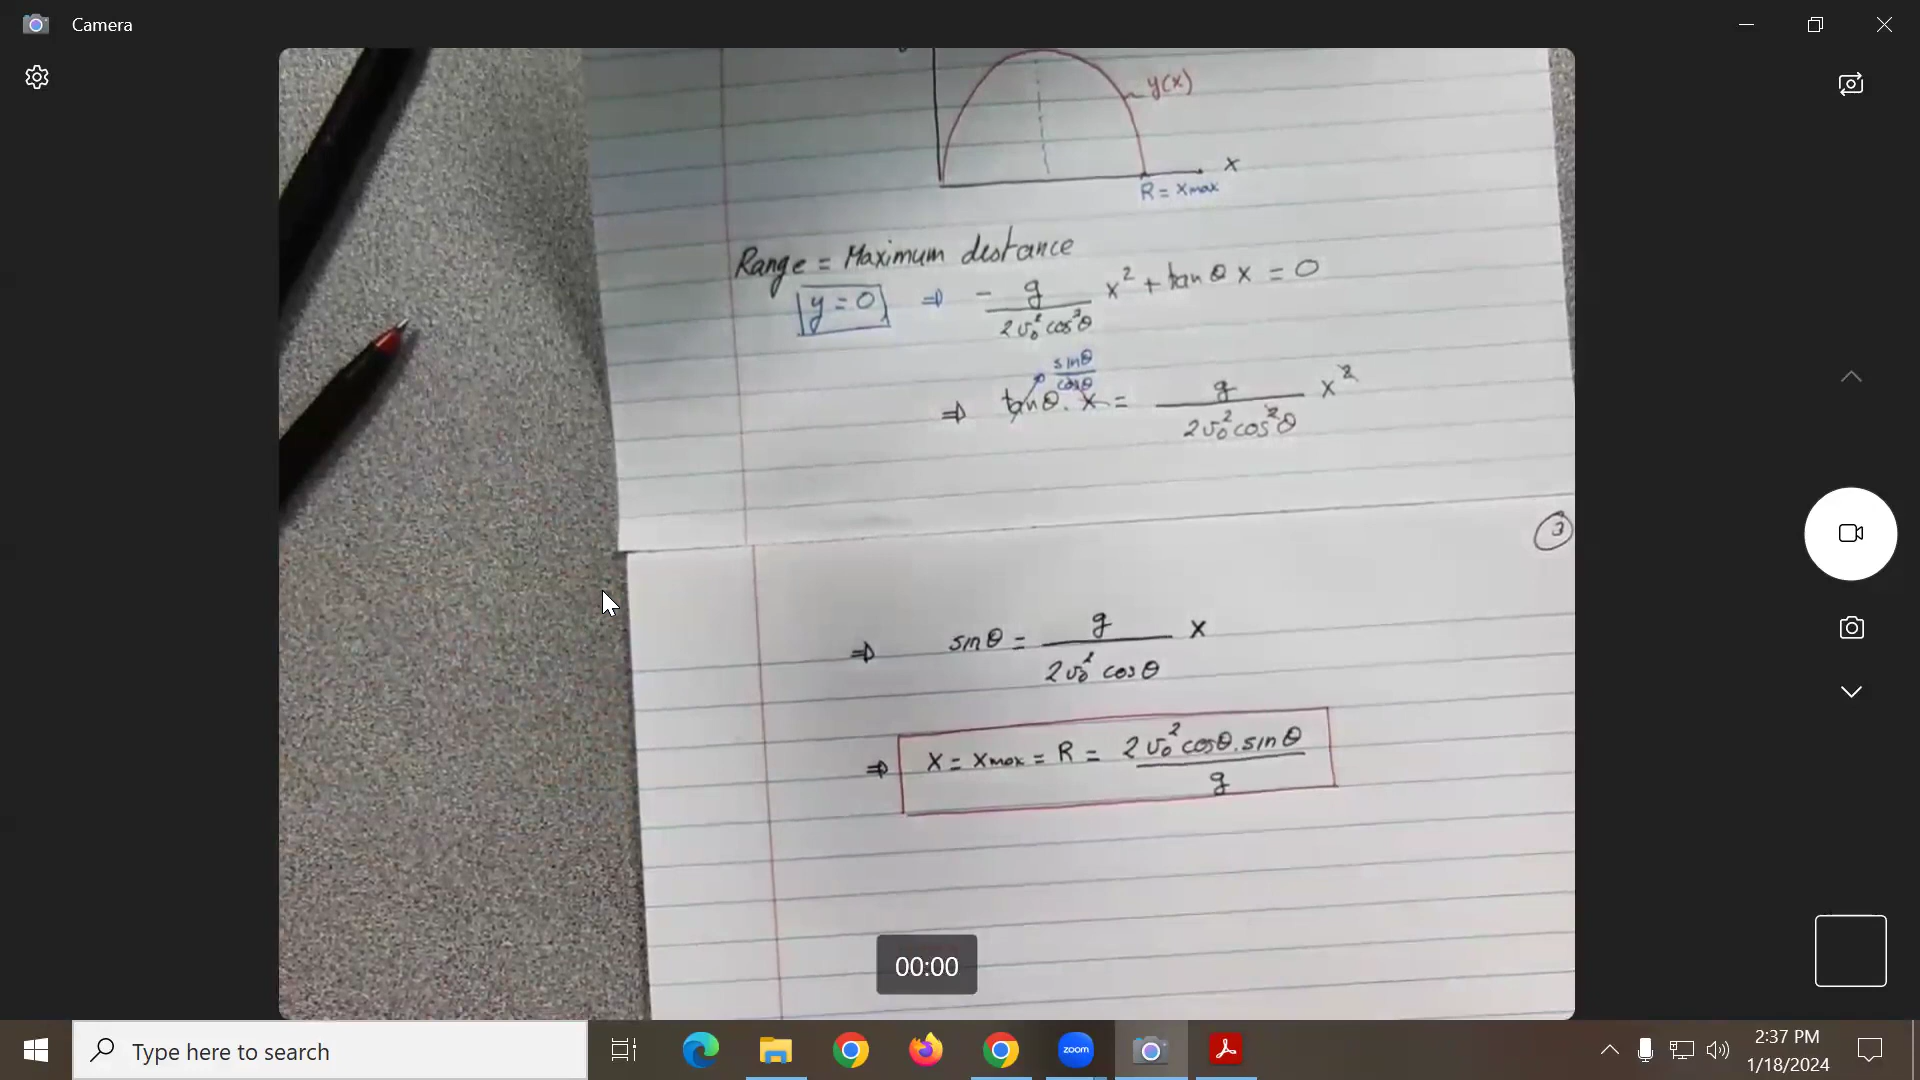 Camera
y(x)
x
R = xmax
Range = Maximum distance
y = 0 ⇒ - g/(2v₀² cos²θ) x² + tanθ x = 0
sinθ/cosθ
⇒ tanθ. x = g/(2v₀² cos²θ) x²
3
⇒ sinθ = g/(2v₀² cosθ) x
⇒ x = xmax = R = 2v₀² cosθ.sinθ/g
00:00
Type here to search
zoom
2:37 PM
1/18/2024